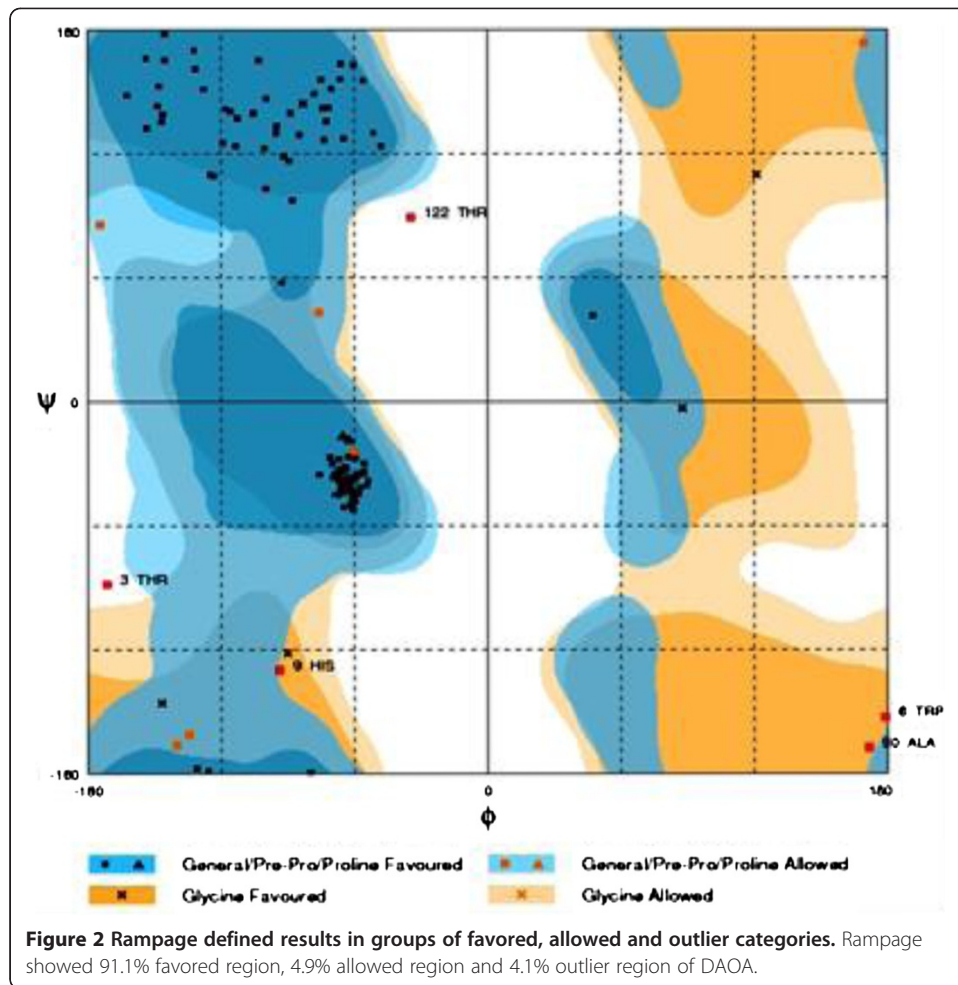 180
122 THR
Ψ 0
3 THR
9 HIS
6 TRP
90 ALA
-180
-180 0 180
ϕ
General/Pre-Pro/Proline Favoured General/Pre-Pro/Proline Allowed
Glycine Favoured Glycine Allowed
Figure 2 Rampage defined results in groups of favored, allowed and outlier categories. Rampage
showed 91.1% favored region, 4.9% allowed region and 4.1% outlier region of DAOA.